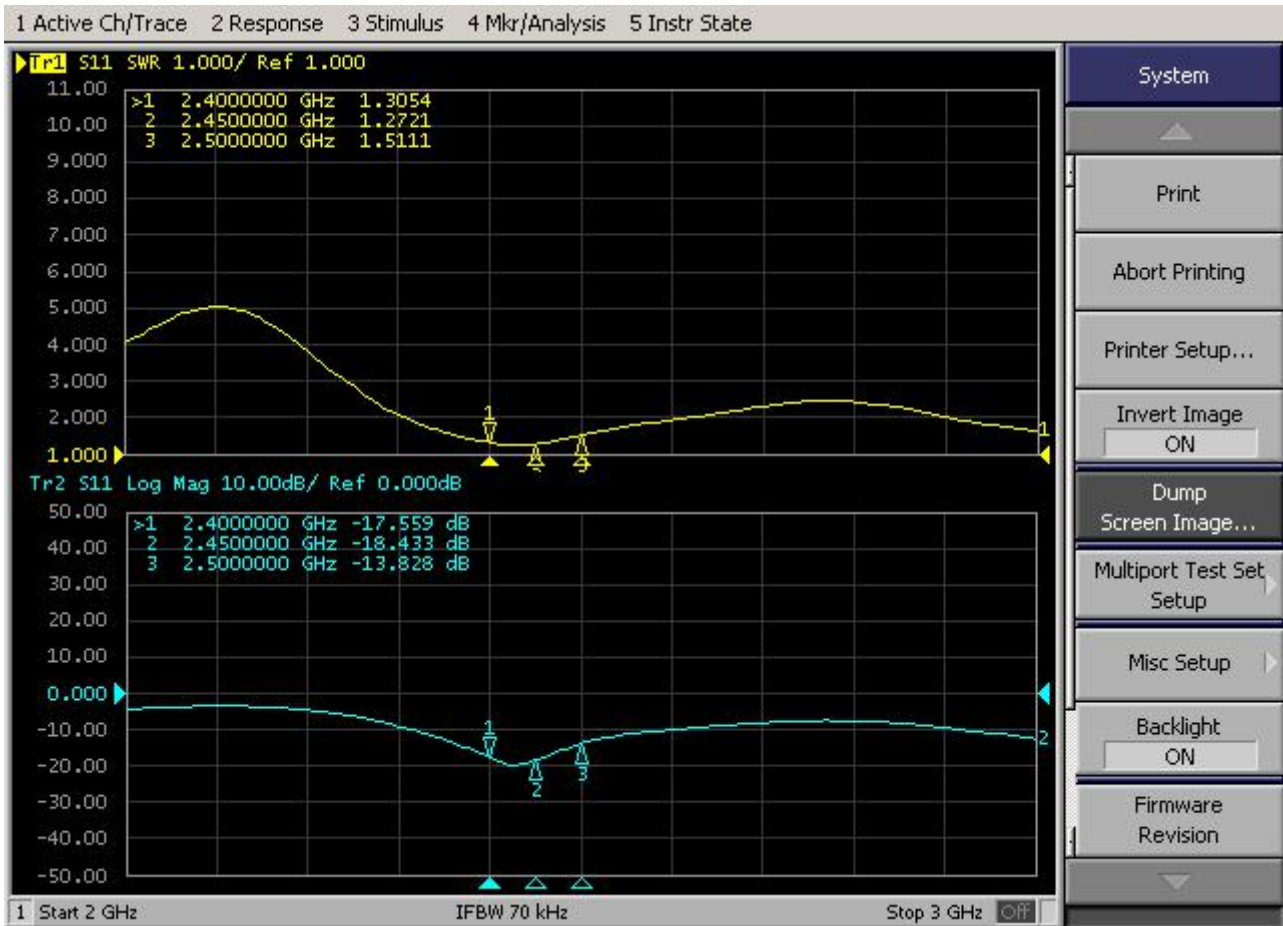 1 Active Ch/Trace 2 Response 3 Stimulus 4 Mkr/Analysis 5 Instr State
Tr1 S11 SWR 1.000/ Ref 1.000
11.00
>1 2.4000000 GHz 1.3054
2 2.4500000 GHz 1.2721
3 2.5000000 GHz 1.5111
10.00
9.000
8.000
7.000
6.000
5.000
4.000
3.000
2.000
1.000
1
3
1
Tr2 S11 Log Mag 10.00dB/ Ref 0.000dB
50.00
>1 2.4000000 GHz -17.559 dB
2 2.4500000 GHz -18.433 dB
3 2.5000000 GHz -13.828 dB
40.00
30.00
20.00
10.00
0.000
-10.00
-20.00
-30.00
-40.00
-50.00
1
2
3
2
1 Start 2 GHz IFBW 70 kHz Stop 3 GHz Off
System
Print
Abort Printing
Printer Setup...
Invert Image
ON
Dump
Screen Image...
Multiport Test Set
Setup
Misc Setup
Backlight
ON
Firmware
Revision